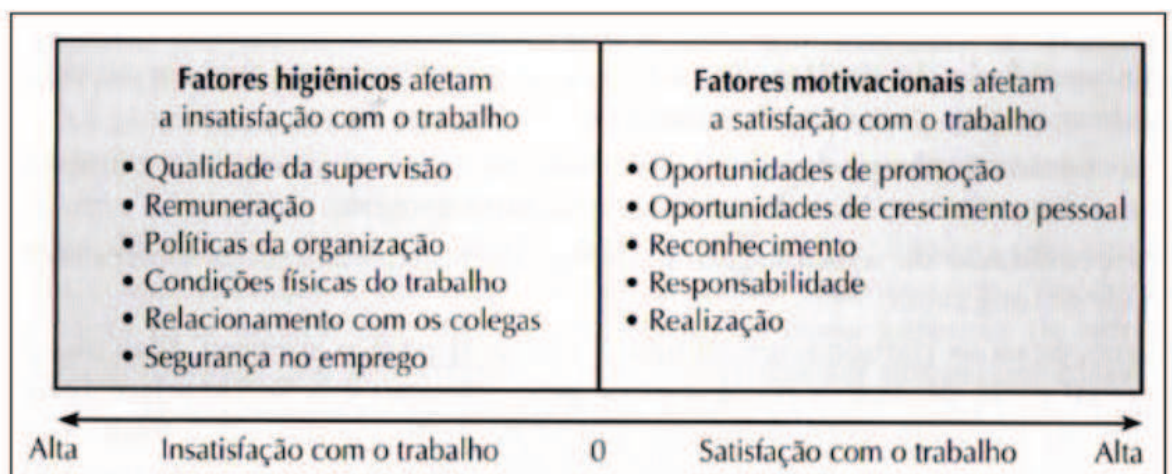 Fatores higiênicos afetam
a insatisfação com o trabalho
• Qualidade da supervisão
• Remuneração
• Políticas da organização
• Condições físicas do trabalho
• Relacionamento com os colegas
• Segurança no emprego
Fatores motivacionais afetam
a satisfação com o trabalho
• Oportunidades de promoção
• Oportunidades de crescimento pessoal
• Reconhecimento
• Responsabilidade
• Realização
Alta Insatisfação com o trabalho 0 Satisfação com o trabalho Alta